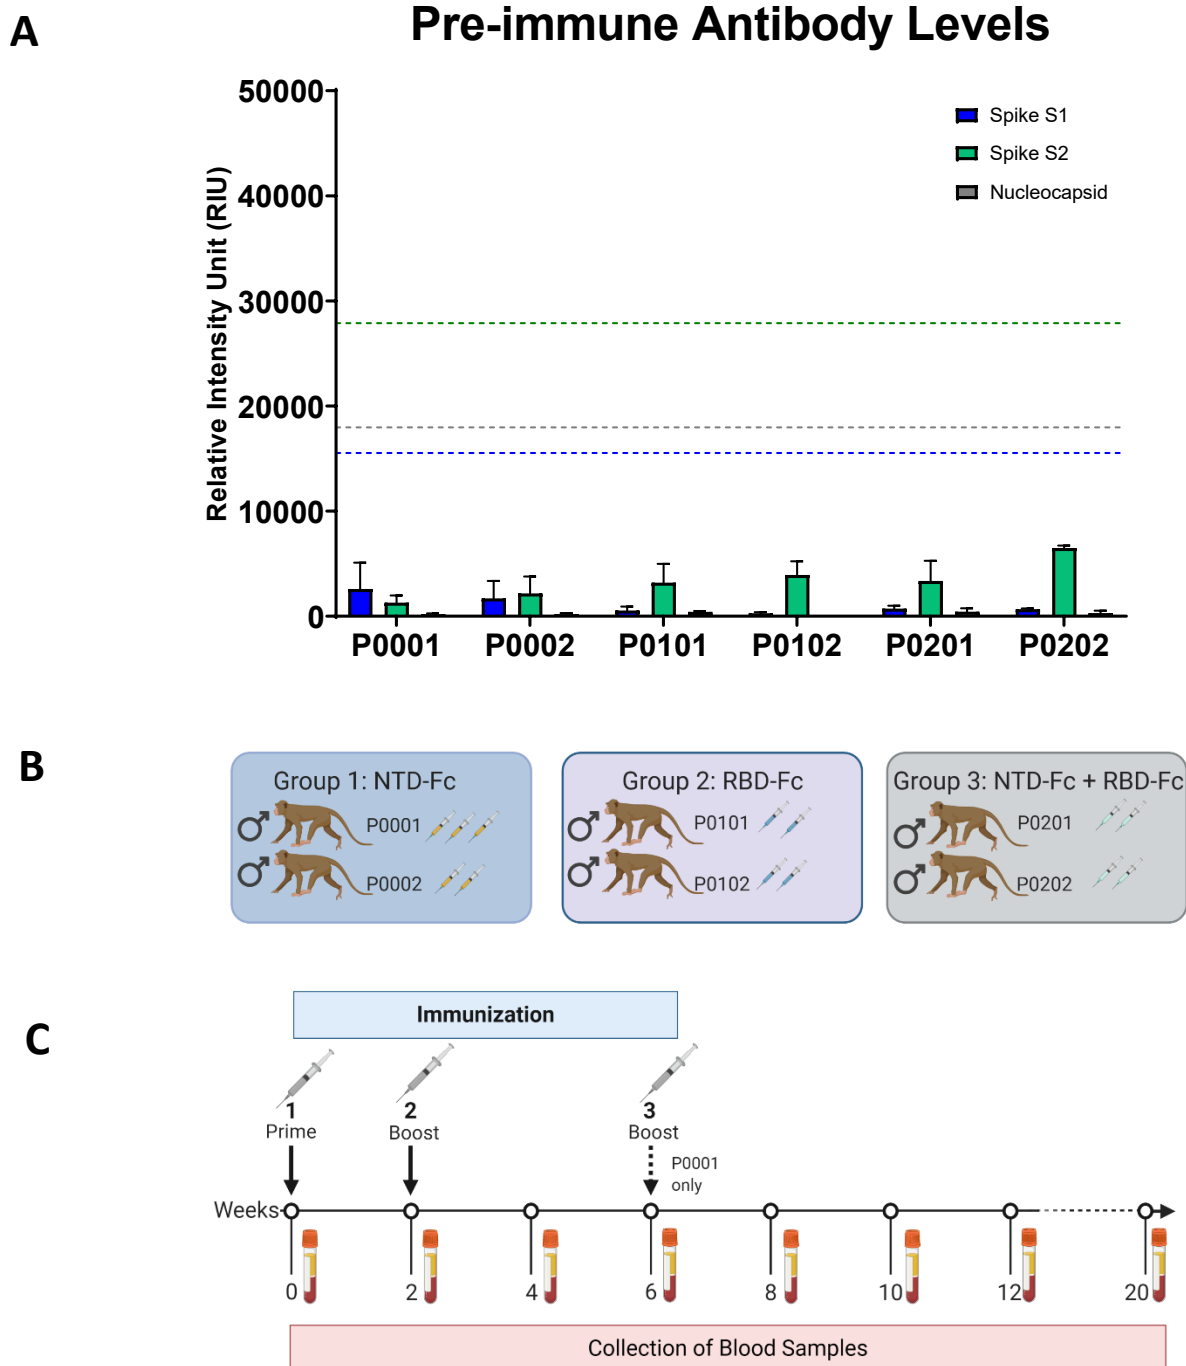 A
Pre-immune Antibody Levels
50000
40000
30000
20000
10000
0
Relative Intensity Unit (RIU)
Spike S1
Spike S2
Nucleocapsid
P0001 P0002 P0101 P0102 P0201 P0202
B
Group 1: NTD-Fc
P0001
P0002
Group 2: RBD-Fc
P0101
P0102
Group 3: NTD-Fc + RBD-Fc
P0201
P0202
C
Immunization
1
Prime
2
Boost
3
Boost
P0001
only
Weeks
0 2 4 6 8 10 12 20
Collection of Blood Samples